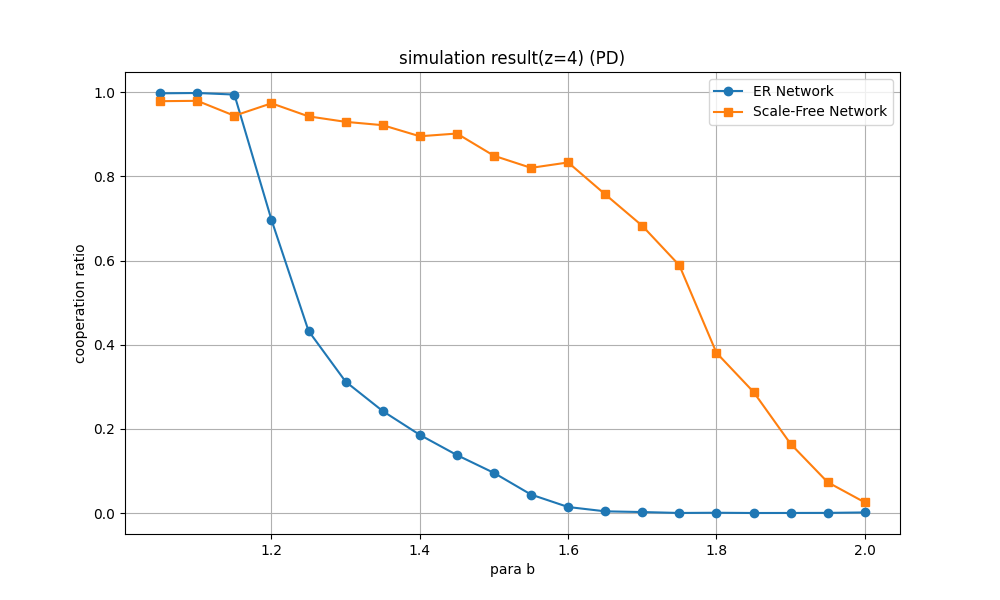 simulation result(z=4) (PD)
ER Network
Scale-Free Network
cooperation ratio
1.0
0.8
0.6
0.4
0.2
0.0
1.2 1.4 1.6 1.8 2.0
para b